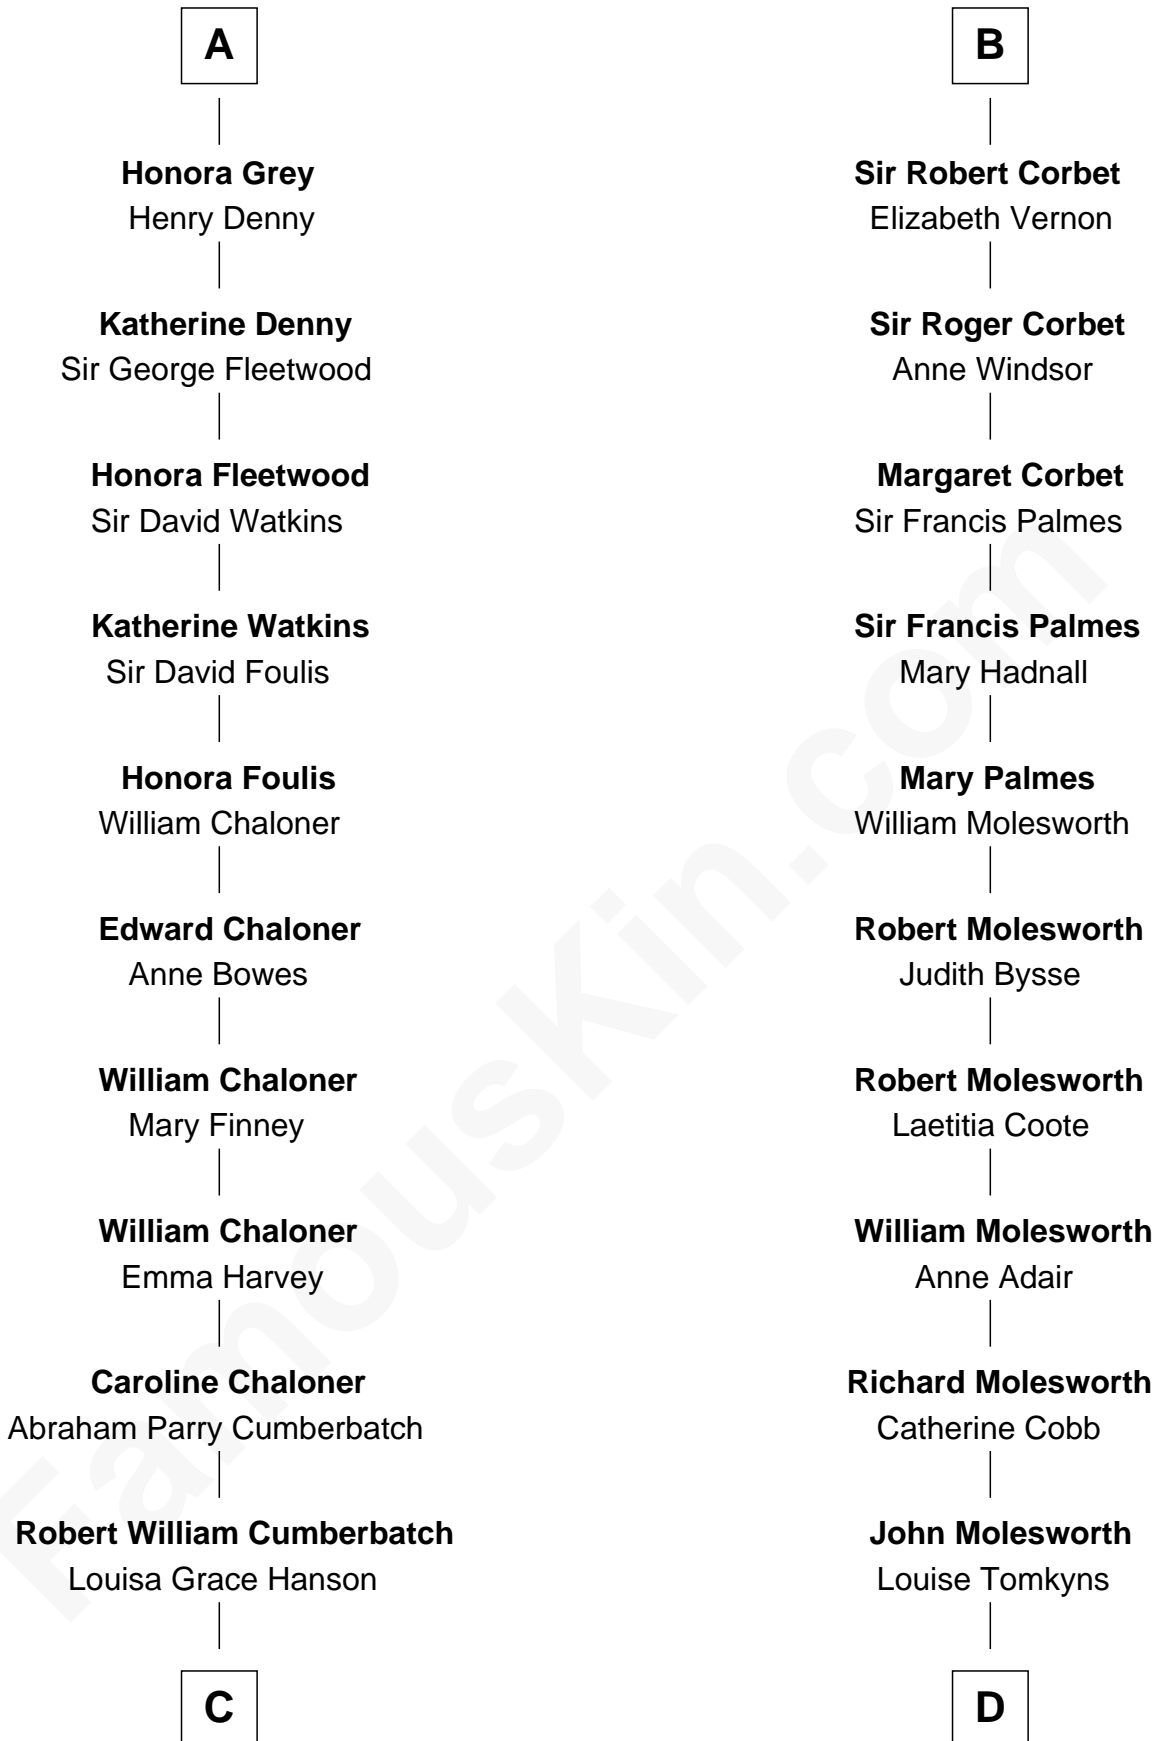 A
Honora Grey
Henry Denny
Katherine Denny
Sir George Fleetwood
Honora Fleetwood
Sir David Watkins
Katherine Watkins
Sir David Foulis
Honora Foulis
William Chaloner
Edward Chaloner
Anne Bowes
William Chaloner
Mary Finney
William Chaloner
Emma Harvey
Caroline Chaloner
Abraham Parry Cumberbatch
Robert William Cumberbatch
Louisa Grace Hanson
C
B
Sir Robert Corbet
Elizabeth Vernon
Sir Roger Corbet
Anne Windsor
Margaret Corbet
Sir Francis Palmes
Sir Francis Palmes
Mary Hadnall
Mary Palmes
William Molesworth
Robert Molesworth
Judith Bysse
Robert Molesworth
Laetitia Coote
William Molesworth
Anne Adair
Richard Molesworth
Catherine Cobb
John Molesworth
Louise Tomkyns
D
FamousKin.com